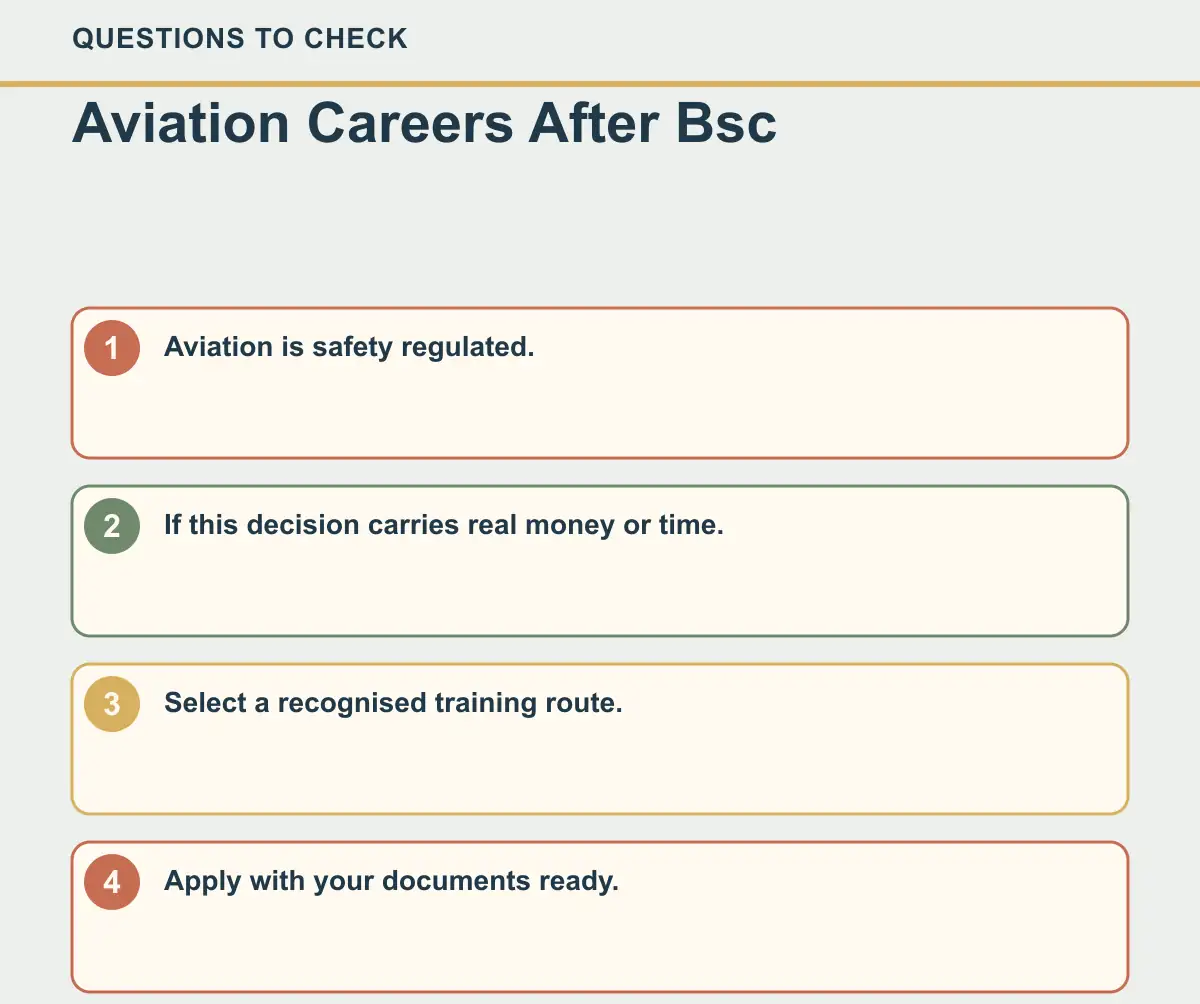 QUESTIONS TO CHECK
Aviation Careers After Bsc
1 Aviation is safety regulated.
2 If this decision carries real money or time.
3 Select a recognised training route.
4 Apply with your documents ready.